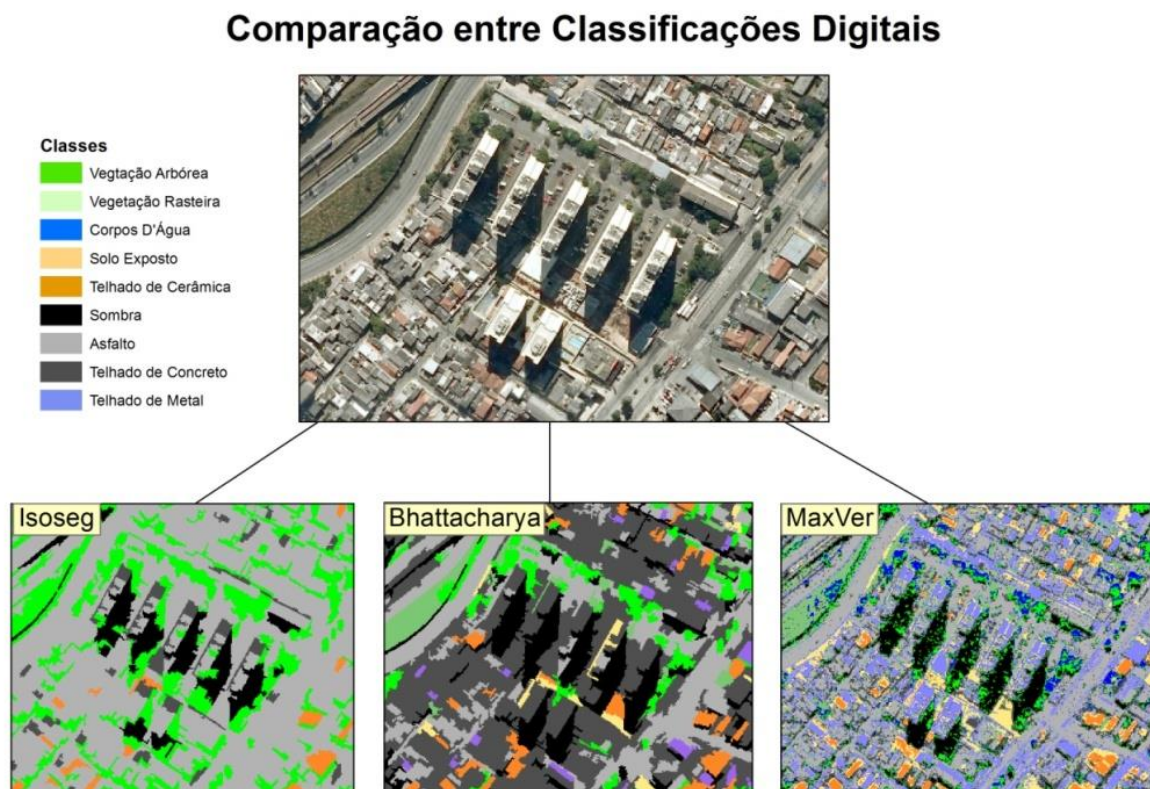 Comparação entre Classificações Digitais
Classes
Vegtação Arbórea
Vegetação Rasteira
Corpos D'Água
Solo Exposto
Telhado de Cerâmica
Sombra
Asfalto
Telhado de Concreto
Telhado de Metal
Isoseg
Bhattacharya
MaxVer